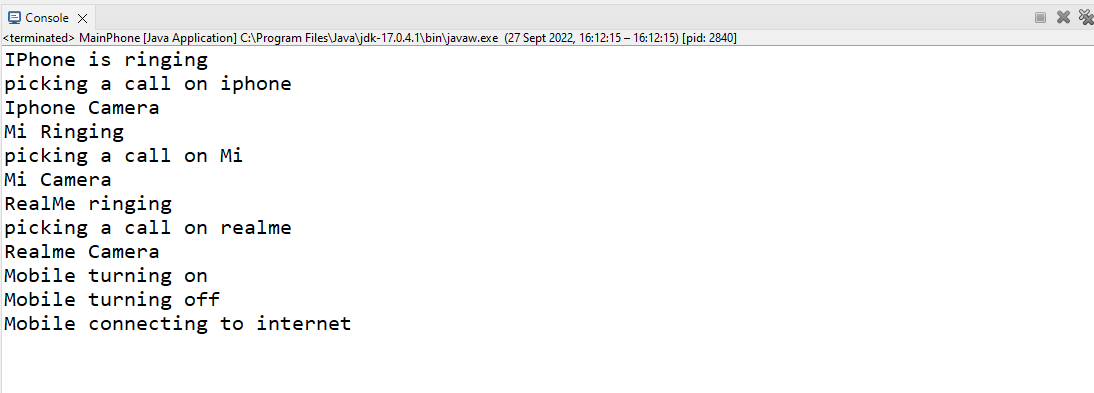 Console
<terminated> MainPhone [Java Application] C:\Program Files\Java\jdk-17.0.4.1\bin\javaw.exe (27 Sept 2022, 16:12:15 – 16:12:15) [pid: 2840]
IPhone is ringing
picking a call on iphone
Iphone Camera
Mi Ringing
picking a call on Mi
Mi Camera
RealMe ringing
picking a call on realme
Realme Camera
Mobile turning on
Mobile turning off
Mobile connecting to internet